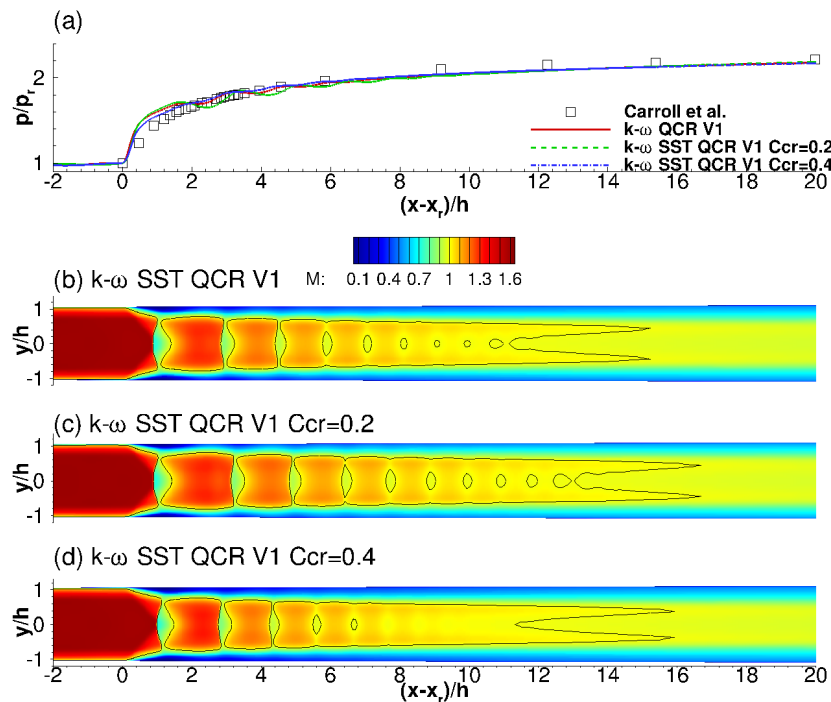 (a)
p/p_r
2
1
-2 0 2 4 6 8 10 12 14 16 18 20
(x-x_r)/h
Carroll et al.
k-ω QCR V1
k-ω SST QCR V1 Ccr=0.2
k-ω SST QCR V1 Ccr=0.4
M: 0.1 0.4 0.7 1 1.3 1.6
(b) k-ω SST QCR V1
y/h
1
0
-1
(c) k-ω SST QCR V1 Ccr=0.2
y/h
1
0
-1
(d) k-ω SST QCR V1 Ccr=0.4
y/h
1
0
-1
-2 0 2 4 6 8 10 12 14 16 18 20
(x-x_r)/h